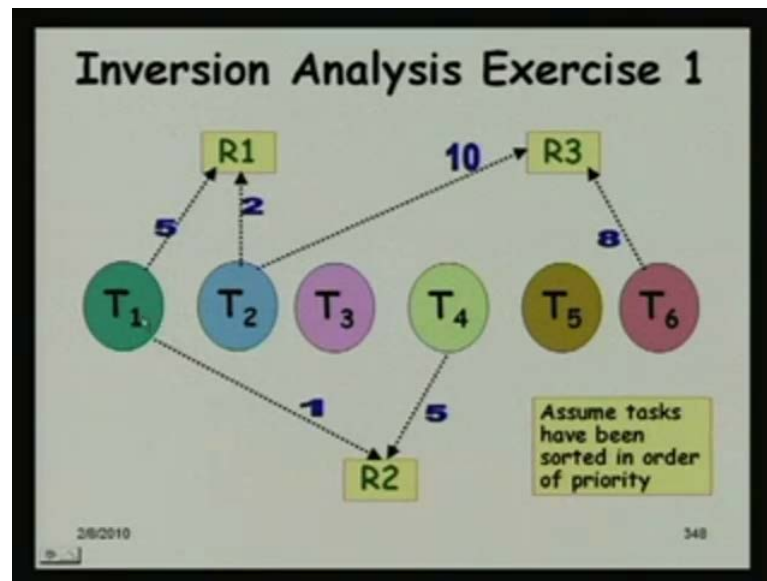 Inversion Analysis Exercise 1
R1
10
R3
5
2
8
T1
T2
T3
T4
T5
T6
1
5
R2
Assume tasks
have been
sorted in order
of priority
2/8/2010
348